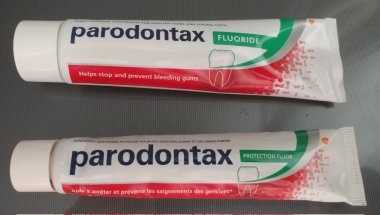 parodontax
FLUORIDE
Helps stop and prevent bleeding gums
parodontax
PROTECTION FLUOR
Aide à arrêter et prévenir les saignements des gencives*